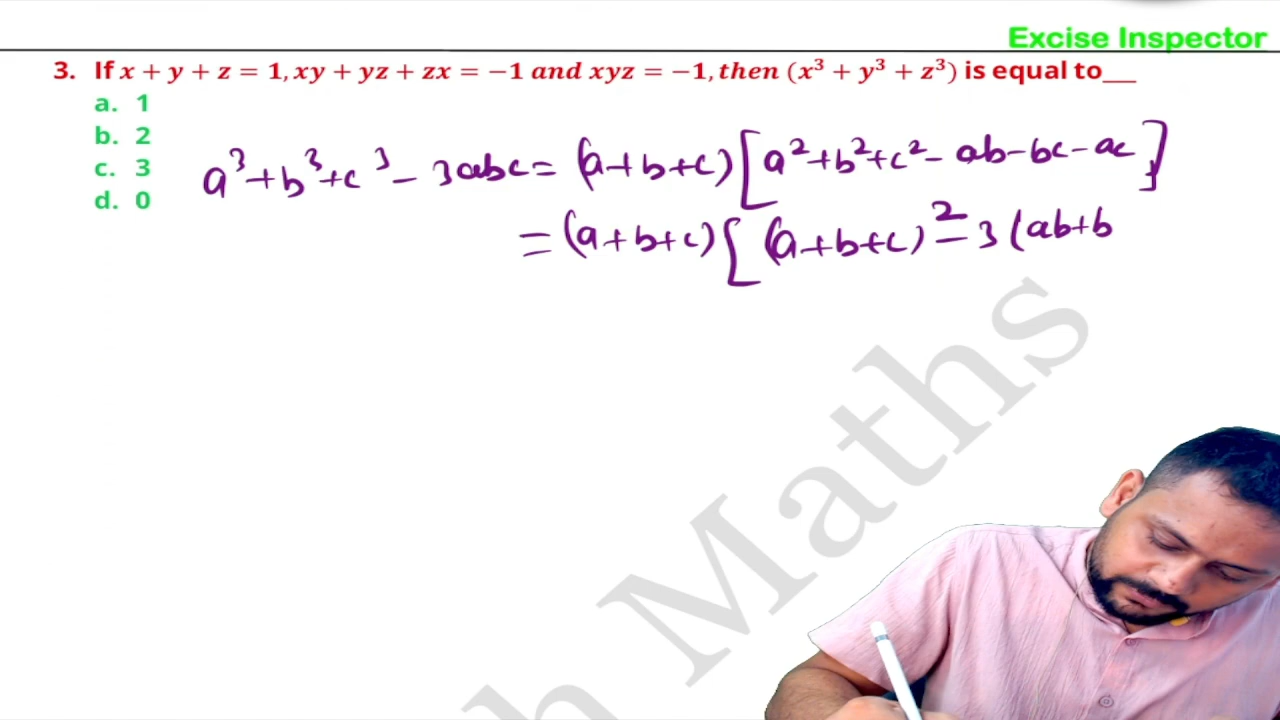 Excise Inspector
3. If x + y + z = 1, xy + yz + zx = −1 and xyz = −1, then (x³ + y³ + z³) is equal to___
a. 1
b. 2
c. 3
d. 0
a³ + b³ + c³ − 3abc = (a+b+c) [a² + b² + c² − ab − bc − ac]
= (a+b+c) [(a+b+c)² − 3(ab+b
h Maths